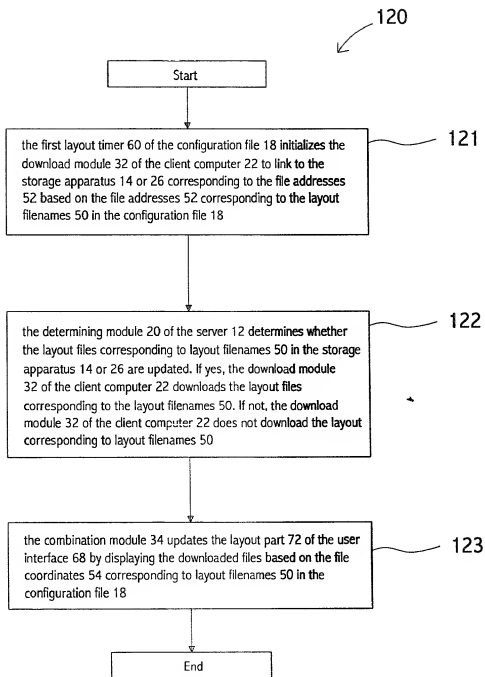 120
Start
the first layout timer 60 of the configuration file 18 initializes the
download module 32 of the client computer 22 to link to the
storage apparatus 14 or 26 corresponding to the file addresses
52 based on the file addresses 52 corresponding to the layout
filenames 50 in the configuration file 18
121
the determining module 20 of the server 12 determines whether
the layout files corresponding to layout filenames 50 in the storage
apparatus 14 or 26 are updated. If yes, the download module
32 of the client computer 22 downloads the layout files
corresponding to the layout filenames 50. If not, the download
module 32 of the client computer 22 does not download the layout
corresponding to layout filenames 50
122
the combination module 34 updates the layout part 72 of the user
interface 68 by displaying the downloaded files based on the file
coordinates 54 corresponding to layout filenames 50 in the
configuration file 18
123
End